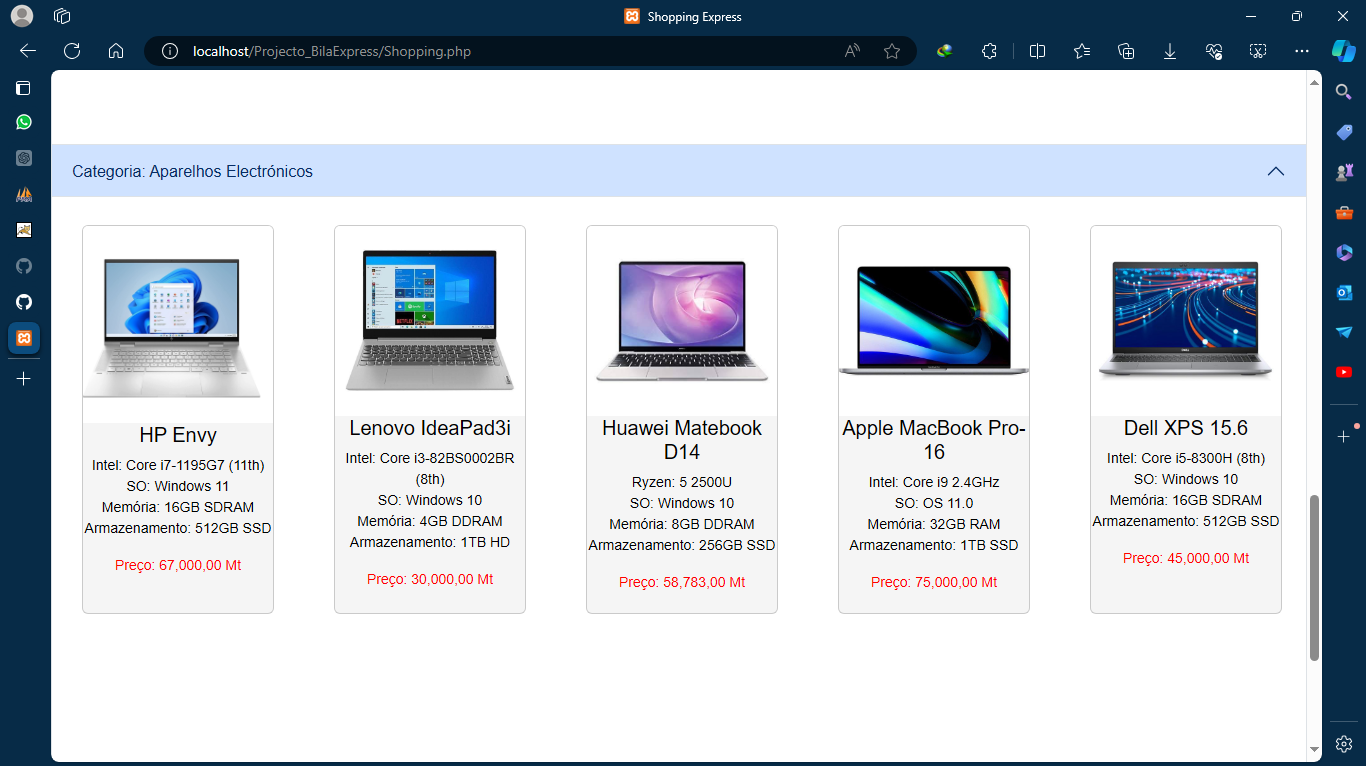 Shopping Express
localhost/Projecto_BilaExpress/Shopping.php
Categoria: Aparelhos Electrónicos
HP Envy
Intel: Core i7-1195G7 (11th)
SO: Windows 11
Memória: 16GB SDRAM
Armazenamento: 512GB SSD
Preço: 67,000,00 Mt
Lenovo IdeaPad3i
Intel: Core i3-82BS0002BR
(8th)
SO: Windows 10
Memória: 4GB DDRAM
Armazenamento: 1TB HD
Preço: 30,000,00 Mt
Huawei Matebook
D14
Ryzen: 5 2500U
SO: Windows 10
Memória: 8GB DDRAM
Armazenamento: 256GB SSD
Preço: 58,783,00 Mt
Apple MacBook Pro-
16
Intel: Core i9 2.4GHz
SO: OS 11.0
Memória: 32GB RAM
Armazenamento: 1TB SSD
Preço: 75,000,00 Mt
Dell XPS 15.6
Intel: Core i5-8300H (8th)
SO: Windows 10
Memória: 16GB SDRAM
Armazenamento: 512GB SSD
Preço: 45,000,00 Mt